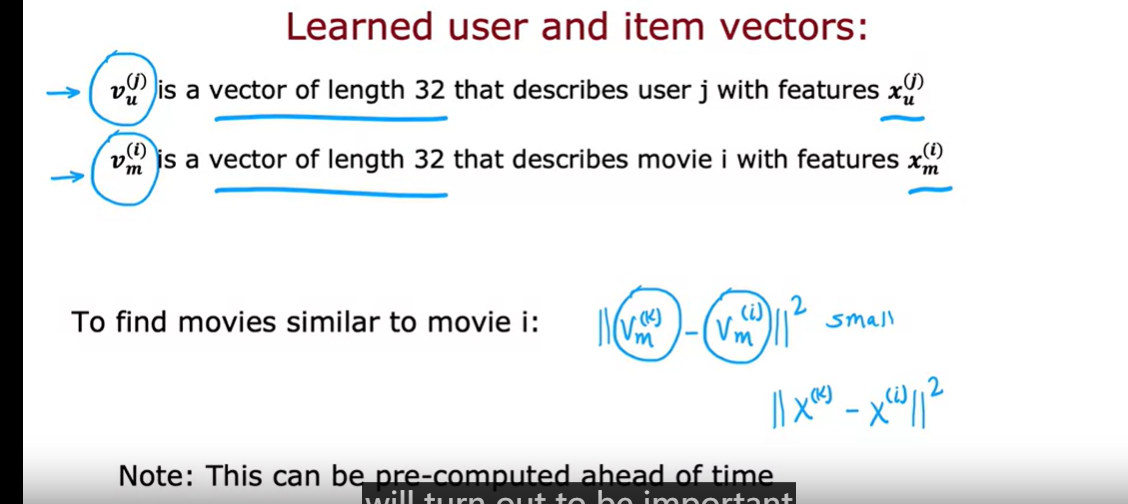 Learned user and item vectors:
→ v_u^(j) is a vector of length 32 that describes user j with features x_u^(j)
→ v_m^(i) is a vector of length 32 that describes movie i with features x_m^(i)
To find movies similar to movie i: ||v_m^(k) - v_m^(i)||^2 small
||x^(k) - x^(i)||^2
Note: This can be pre-computed ahead of time
will turn out to be important